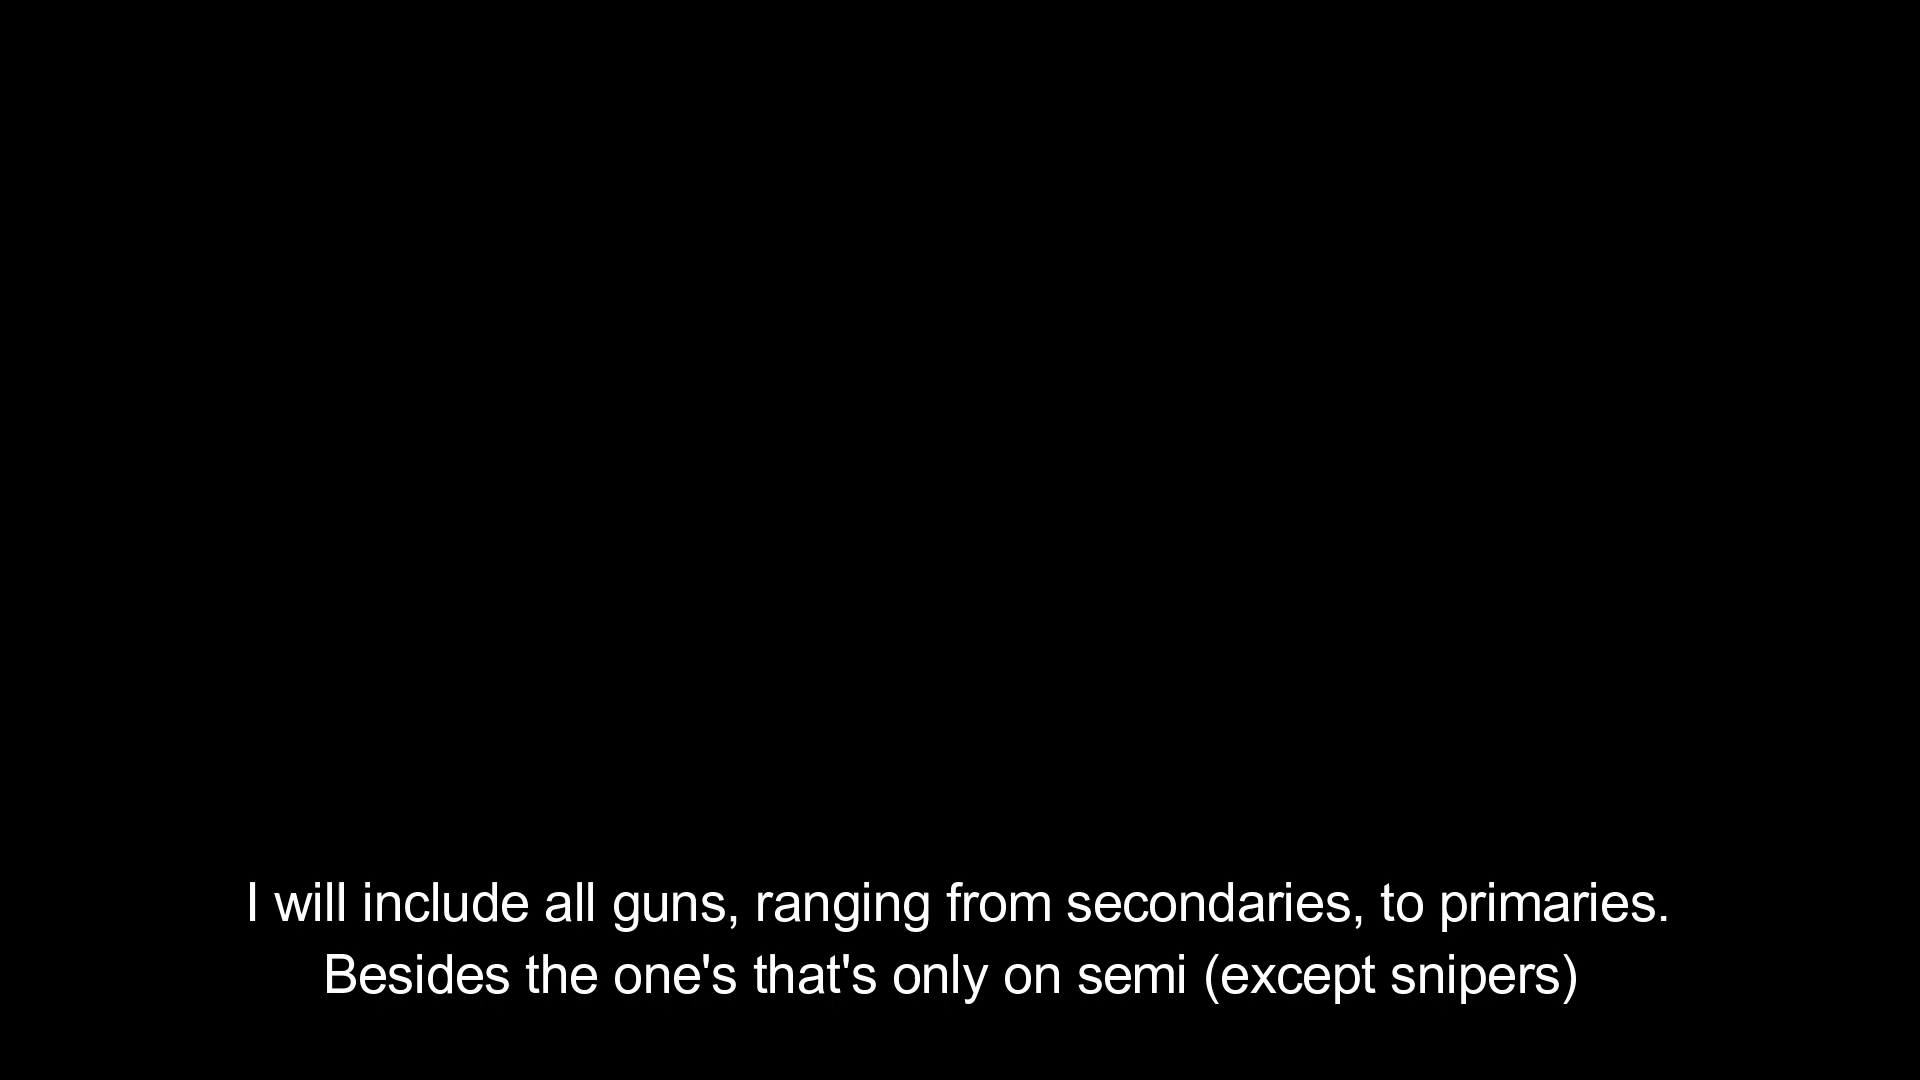 I will include all guns, ranging from secondaries, to primaries.
Besides the one's that's only on semi (except snipers)